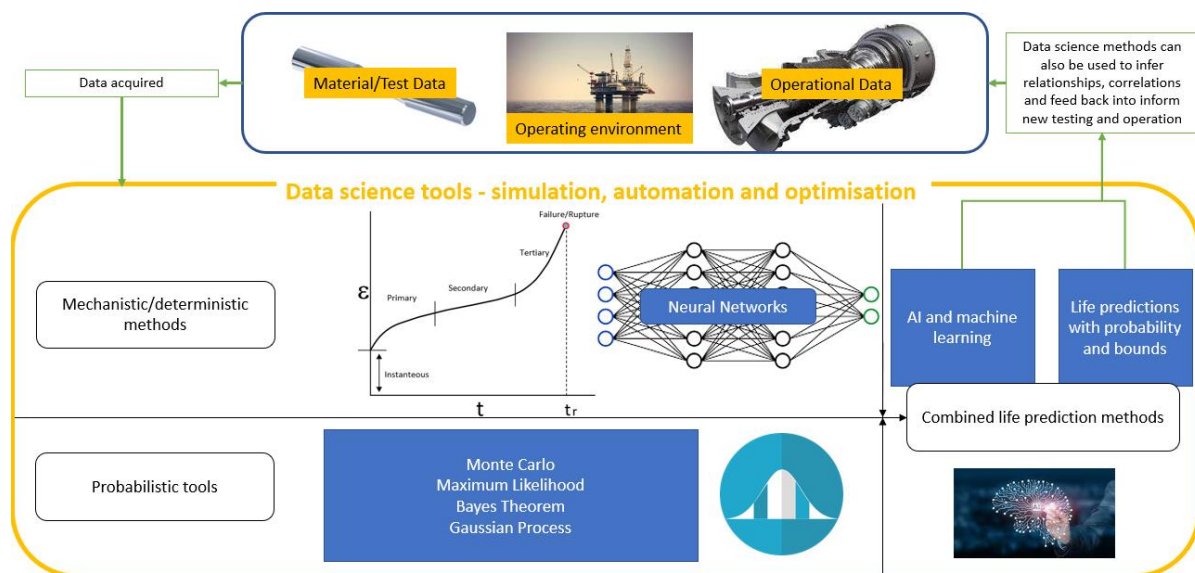 Data acquired
Material/Test Data
Operating environment
Operational Data
Data science methods can
also be used to infer
relationships, correlations
and feed back into inform
new testing and operation
Data science tools - simulation, automation and optimisation
Mechanistic/deterministic
methods
ε
Primary
Secondary
Tertiary
Failure/Rupture
Instanteous
t
tr
Neural Networks
AI and machine
learning
Life predictions
with probability
and bounds
Combined life prediction methods
Probabilistic tools
Monte Carlo
Maximum Likelihood
Bayes Theorem
Gaussian Process